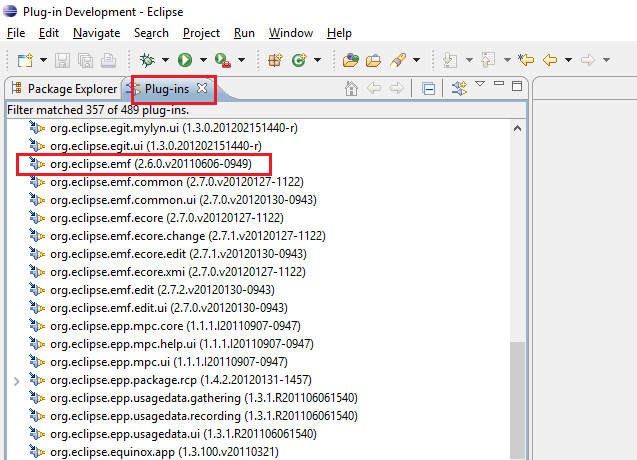 Plug-in Development - Eclipse
File Edit Navigate Search Project Run Window Help
Package Explorer Plug-ins
Filter matched 357 of 489 plug-ins.
org.eclipse.egit.mylyn.ui (1.3.0.201202151440-r)
org.eclipse.egit.ui (1.3.0.201202151440-r)
org.eclipse.emf (2.6.0.v20110606-0949)
org.eclipse.emf.common (2.7.0.v20120127-1122)
org.eclipse.emf.common.ui (2.7.0.v20120130-0943)
org.eclipse.emf.ecore (2.7.0.v20120127-1122)
org.eclipse.emf.ecore.change (2.7.1.v20120127-1122)
org.eclipse.emf.ecore.edit (2.7.1.v20120130-0943)
org.eclipse.emf.ecore.xmi (2.7.0.v20120127-1122)
org.eclipse.emf.edit (2.7.2.v20120130-0943)
org.eclipse.emf.edit.ui (2.7.0.v20120130-0943)
org.eclipse.epp.mpc.core (1.1.1.I20110907-0947)
org.eclipse.epp.mpc.help.ui (1.1.1.I20110907-0947)
org.eclipse.epp.mpc.ui (1.1.1.I20110907-0947)
org.eclipse.epp.package.rcp (1.4.2.20120131-1457)
org.eclipse.epp.usagedata.gathering (1.3.1.R201106061540)
org.eclipse.epp.usagedata.recording (1.3.1.R201106061540)
org.eclipse.epp.usagedata.ui (1.3.1.R201106061540)
org.eclipse.equinox.app (1.3.100.v20110321)